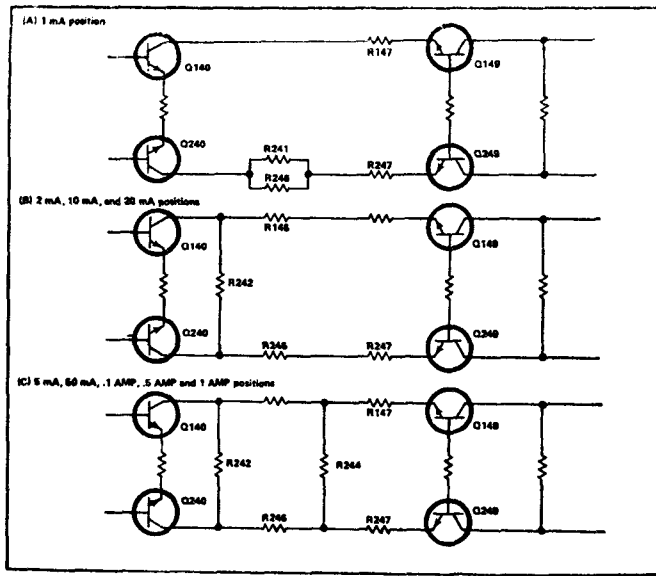 (A) 1 mA position
R147
Q140
Q149
Q240
R241
Q249
R246
R247
(B) 2 mA, 10 mA, and 20 mA positions
R146
Q140
Q149
R242
Q240
Q249
R246
R247
(C) 5 mA, 50 mA, .1 AMP, .5 AMP and 1 AMP positions
R147
Q140
Q149
R242
R244
Q240
Q249
R246
R247